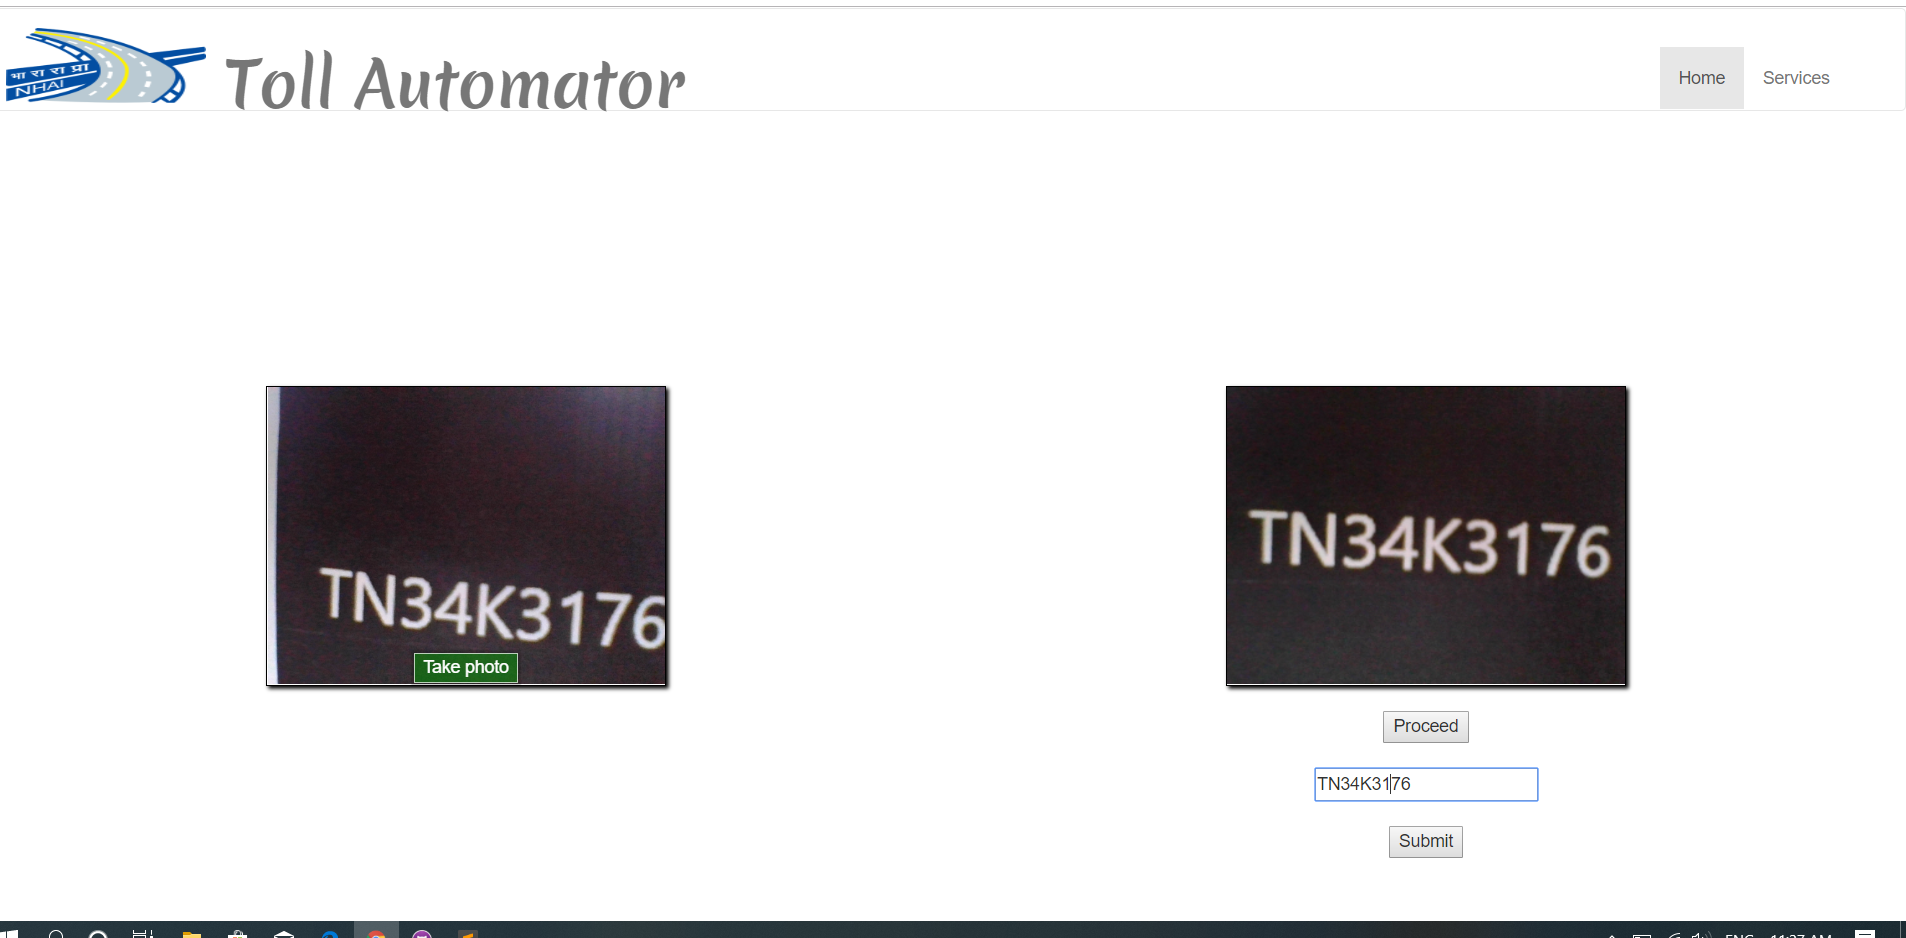 भा रा रा प्रा
NHAI
Toll Automator
Home
Services
TN34K3176
Take photo
TN34K3176
Proceed
TN34K3176
Submit